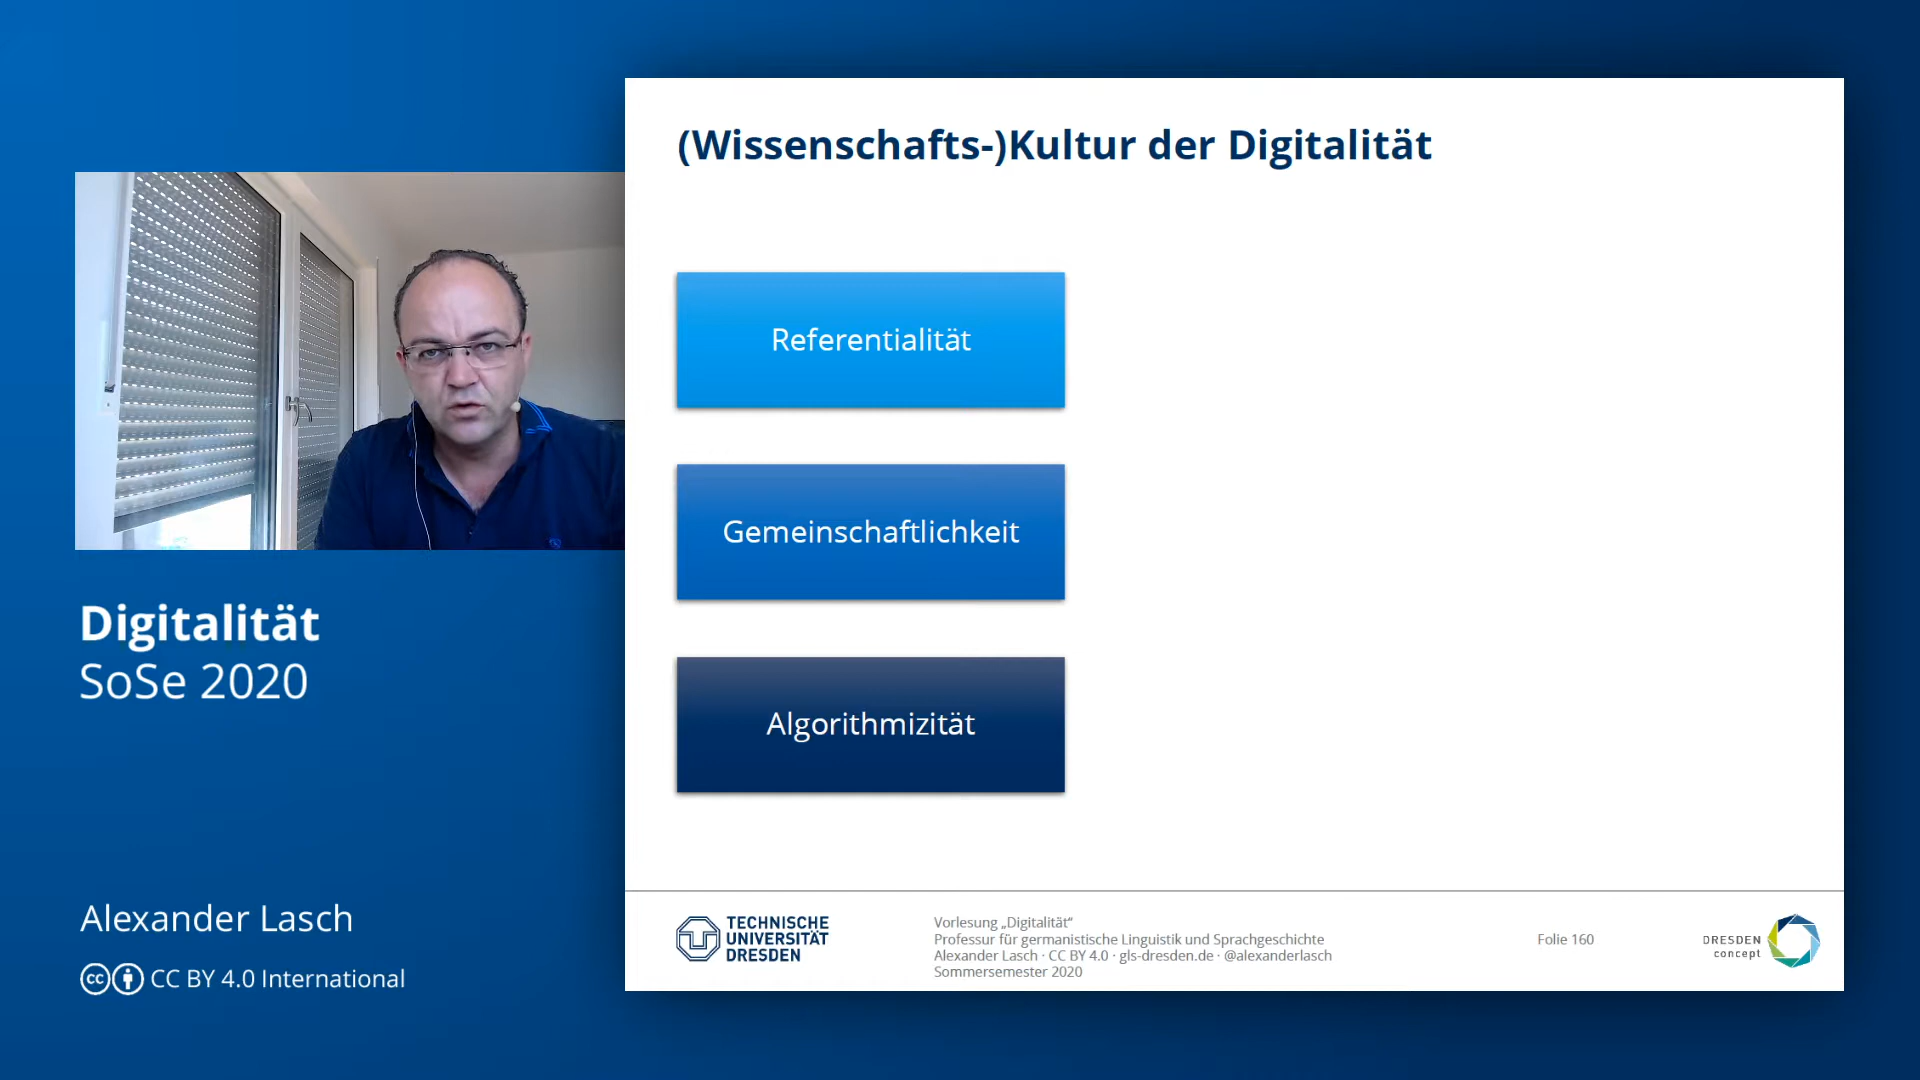 (Wissenschafts-)Kultur der Digitalität
Referentialität
Gemeinschaftlichkeit
Algorithmizität
Digitalität
SoSe 2020
Alexander Lasch
CC BY 4.0 International
TECHNISCHE
UNIVERSITÄT
DRESDEN
Vorlesung „Digitalität“
Professur für germanistische Linguistik und Sprachgeschichte
Alexander Lasch · CC BY 4.0 · gls-dresden.de · @alexanderlasch
Sommersemester 2020
Folie 160
DRESDEN
concept